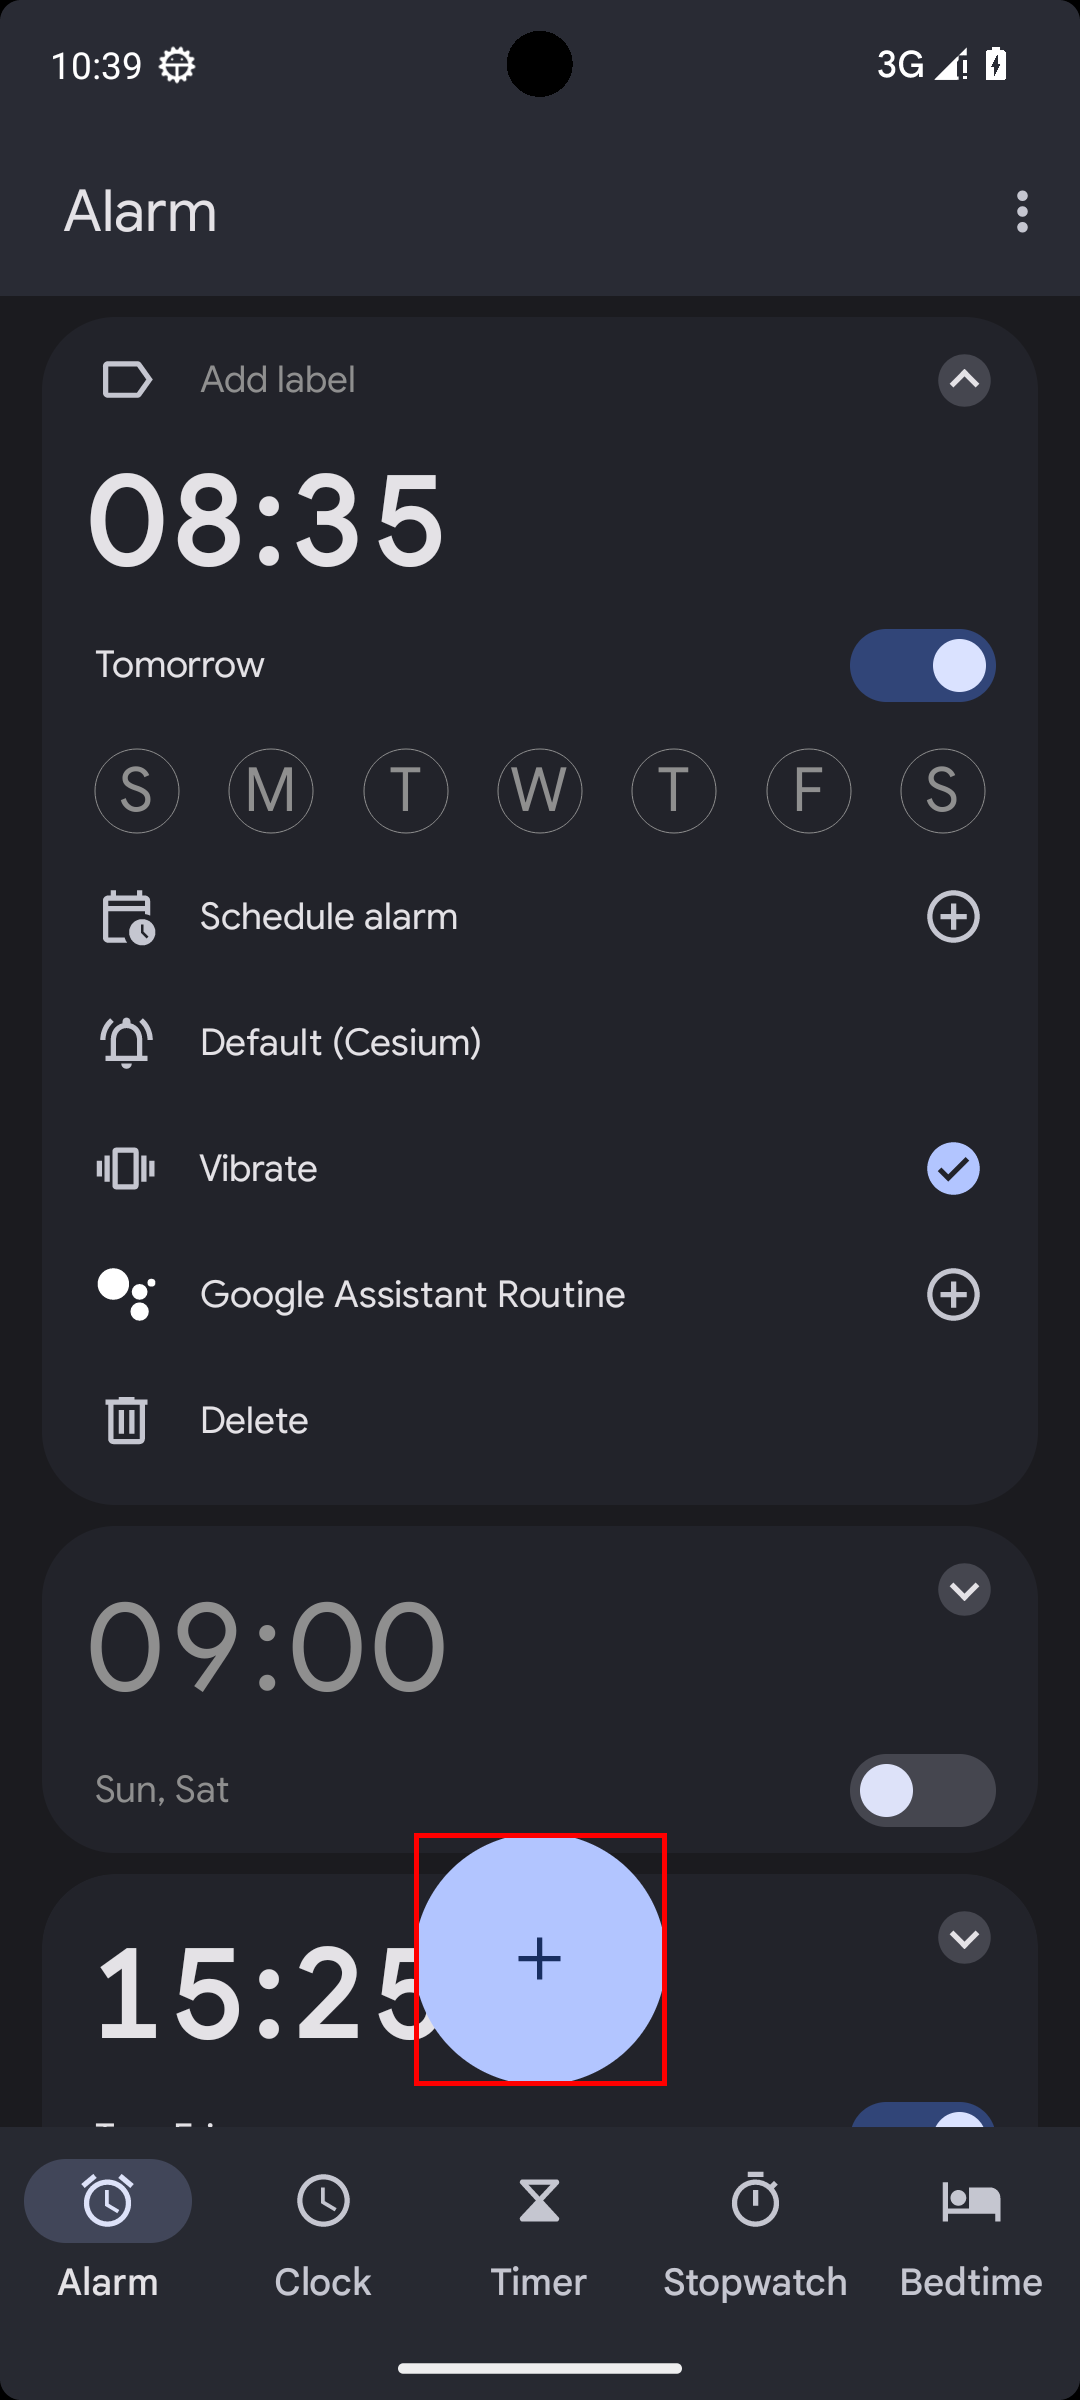 10:39
3G
Alarm
Add label
08:35
Tomorrow
S M T W T F S
Schedule alarm
Default (Cesium)
Vibrate
Google Assistant Routine
Delete
09:00
Sun, Sat
15:25
Alarm
Clock
Timer
Stopwatch
Bedtime